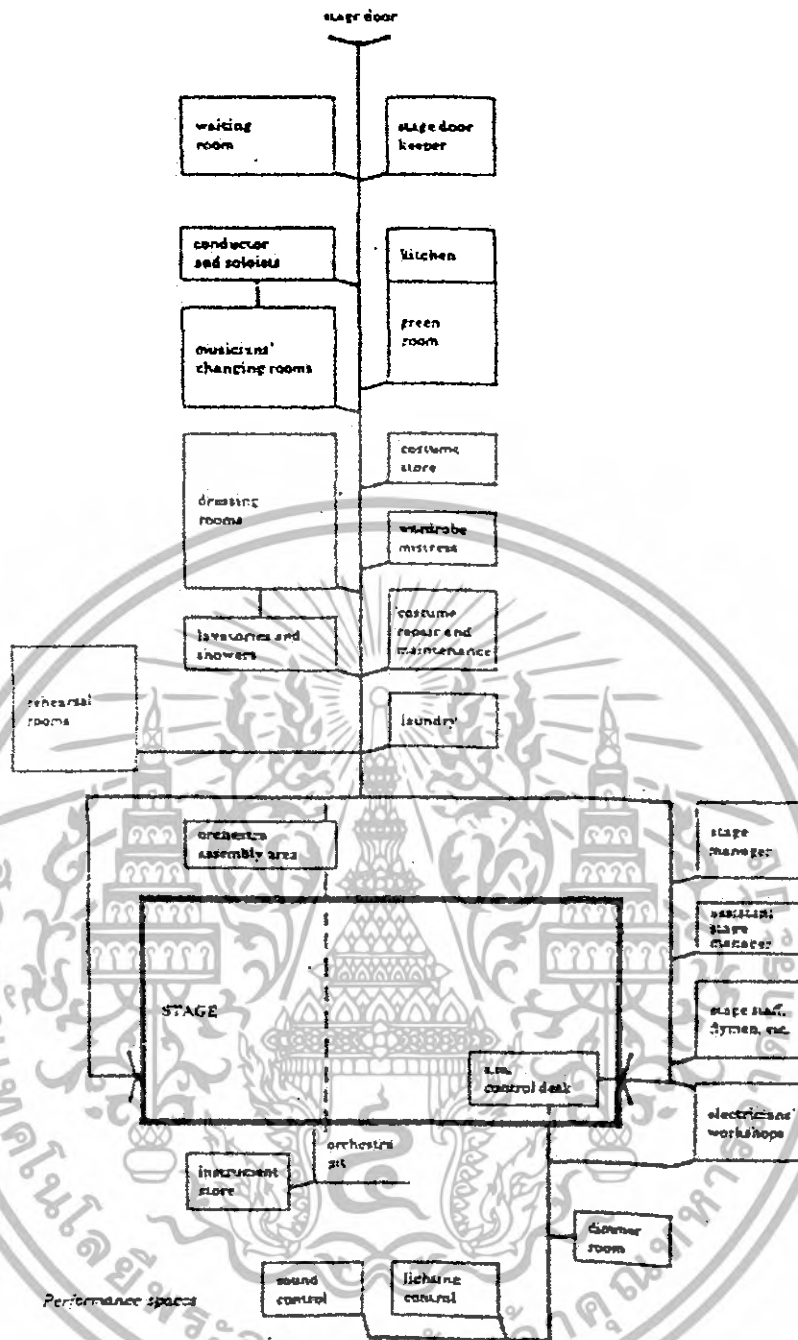 stage door
waiting
room
stage door
keeper
conductor
and soloists
kitchen
musicians'
changing rooms
green
room
dressing
rooms
costume
store
wardrobe
mistress
lavatories and
showers
costume
repair and
maintenance
rehearsal
rooms
laundry
orchestra
assembly area
stage
manager
assistant
stage
manager
STAGE
stage staff,
flymen, etc.
s.m.
control desk
electricians'
workshops
orchestra
pit
instrument
store
dimmer
room
sound
control
lighting
control
Performance spaces